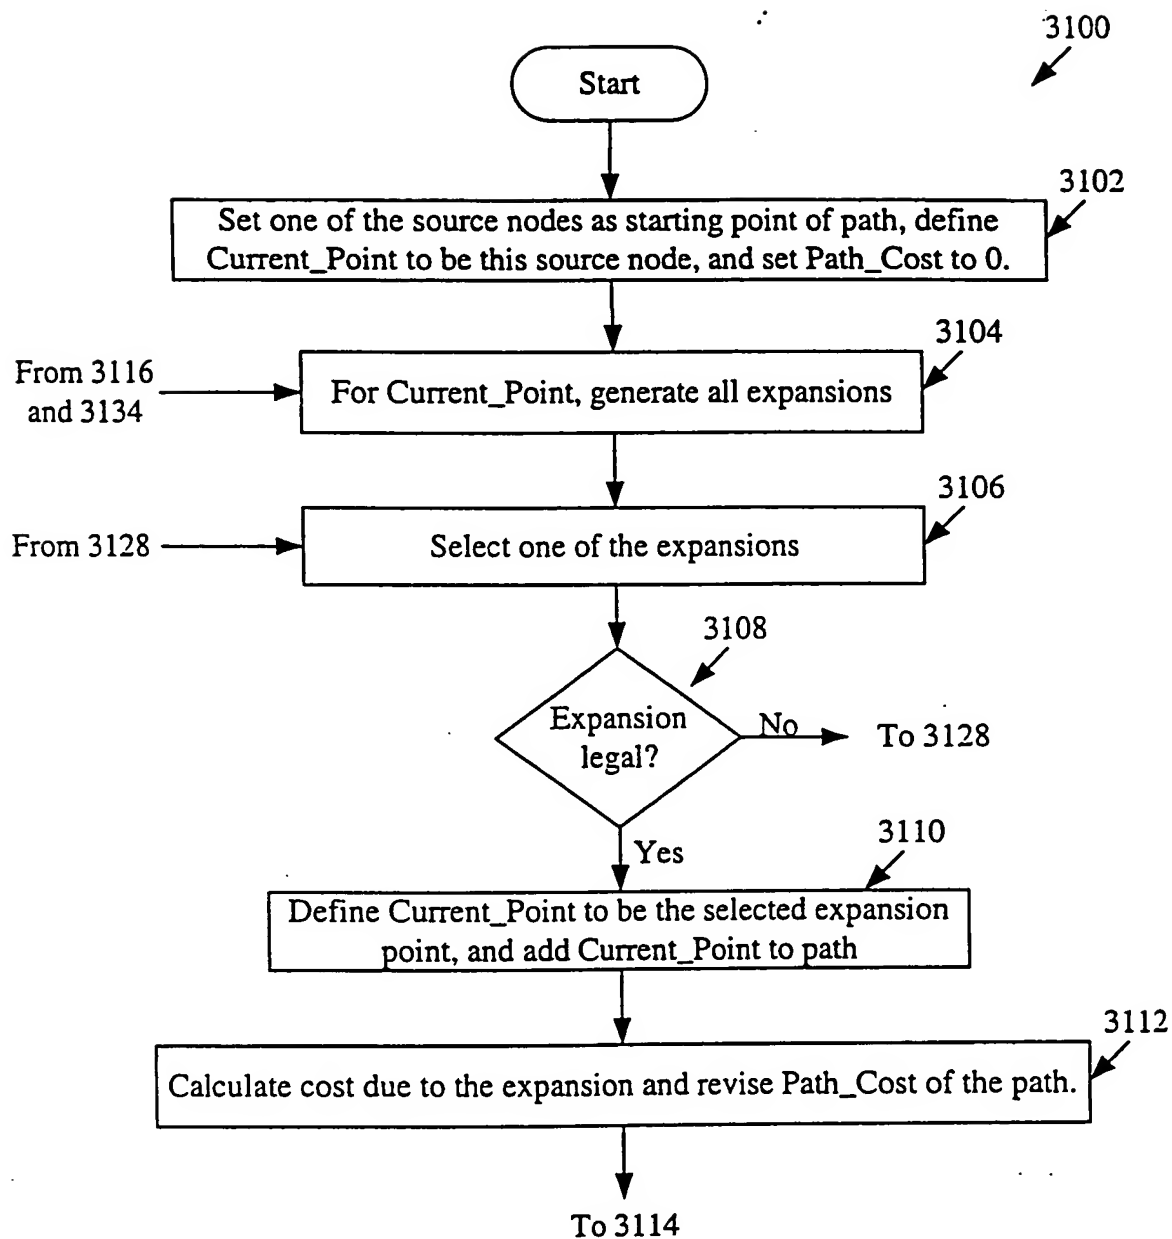 3100
Start
3102
Set one of the source nodes as starting point of path, define
Current_Point to be this source node, and set Path_Cost to 0.
3104
From 3116
and 3134
For Current_Point, generate all expansions
3106
From 3128
Select one of the expansions
3108
Expansion
legal?
No
To 3128
Yes
3110
Define Current_Point to be the selected expansion
point, and add Current_Point to path
3112
Calculate cost due to the expansion and revise Path_Cost of the path.
To 3114